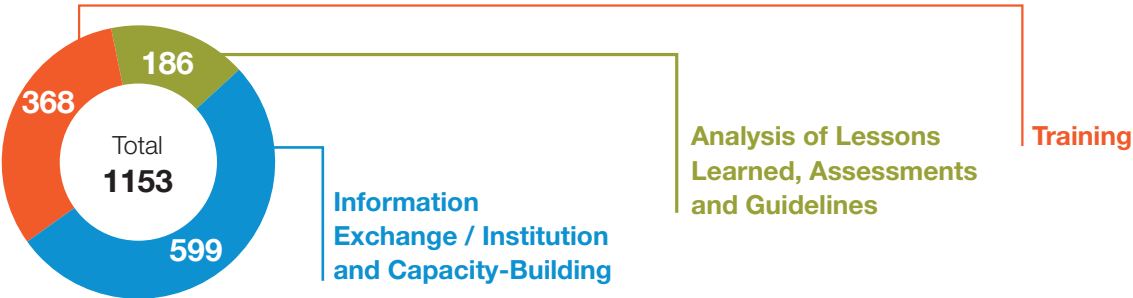 186
368
Total
1153
599
Information
Exchange / Institution
and Capacity-Building
Analysis of Lessons
Learned, Assessments
and Guidelines
Training